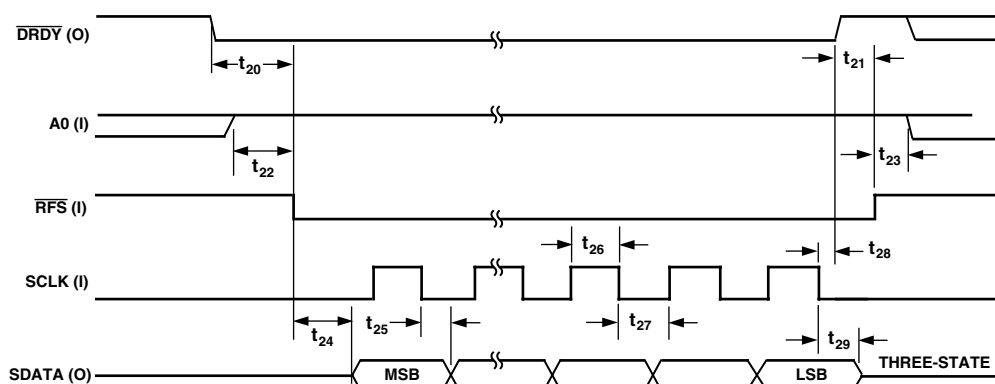 DRDY (O)
t20
t21
A0 (I)
t22
t23
RFS (I)
t26
t28
SCLK (I)
t24
t25
t27
t29
SDATA (O)
MSB
LSB
THREE-STATE